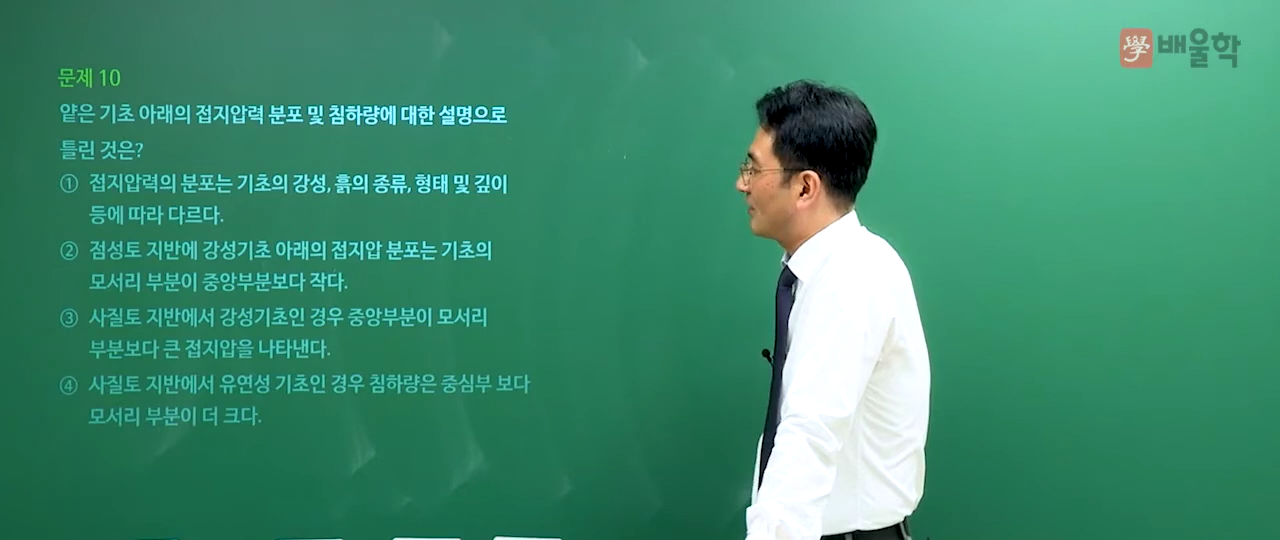 學 배울학
문제 10
얕은 기초 아래의 접지압력 분포 및 침하량에 대한 설명으로
틀린 것은?
① 접지압력의 분포는 기초의 강성, 흙의 종류, 형태 및 깊이
등에 따라 다르다.
② 점성토 지반에 강성기초 아래의 접지압 분포는 기초의
모서리 부분이 중앙부분보다 작다.
③ 사질토 지반에서 강성기초인 경우 중앙부분이 모서리
부분보다 큰 접지압을 나타낸다.
④ 사질토 지반에서 유연성 기초인 경우 침하량은 중심부 보다
모서리 부분이 더 크다.